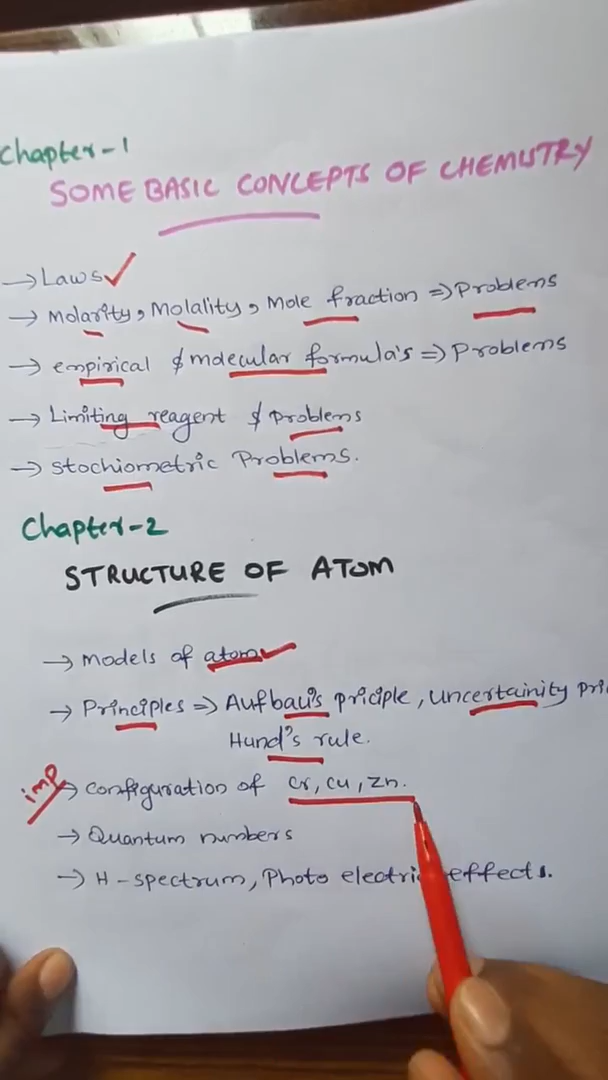 Chapter-1
SOME BASIC CONCEPTS OF CHEMISTRY
→ Laws ✓
→ Molarity, Molality, Mole fraction ⇒ Problems
→ empirical & molecular formula's ⇒ Problems
→ Limiting reagent & Problems
→ stochiometric Problems.
Chapter-2
STRUCTURE OF ATOM
→ Models of atom
→ Principles ⇒ Aufbau's priciple, uncertainity
Hund's rule.
imp → configuration of Cr, Cu, Zn.
→ Quantum numbers
→ H-spectrum, Photo electric effects.